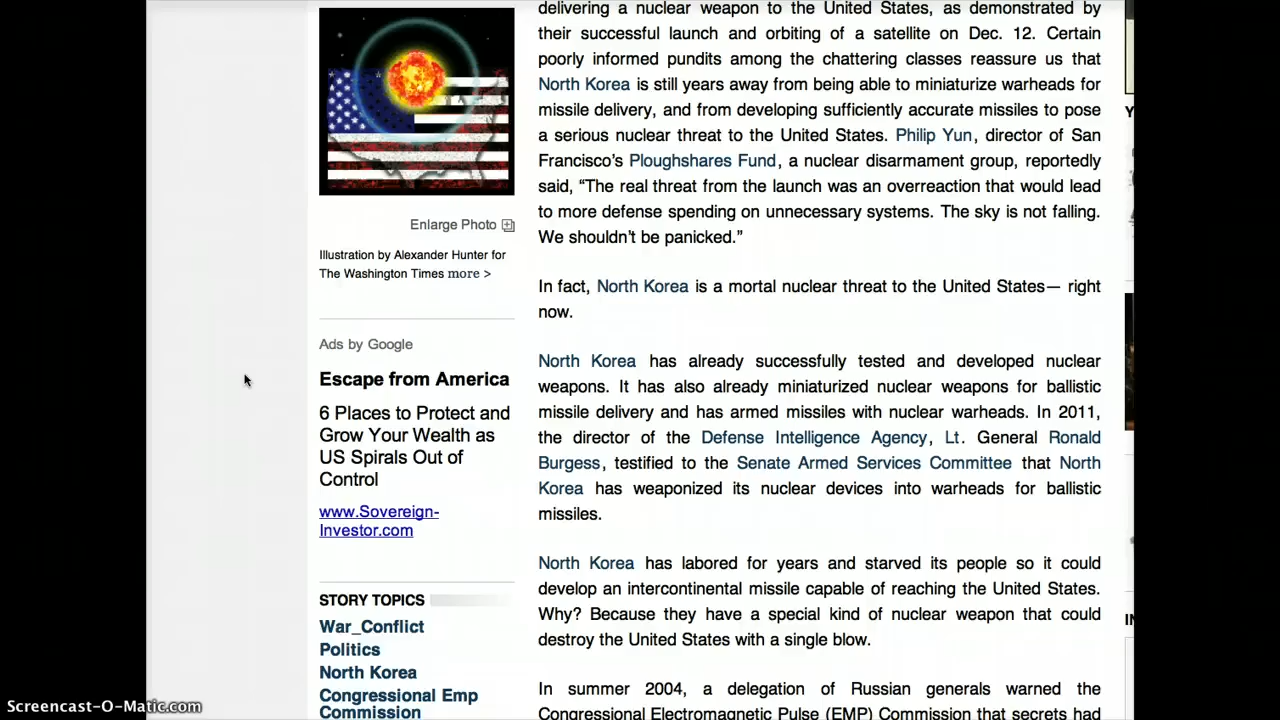 delivering a nuclear weapon to the United States, as demonstrated by
their successful launch and orbiting of a satellite on Dec. 12. Certain
poorly informed pundits among the chattering classes reassure us that
North Korea is still years away from being able to miniaturize warheads for
missile delivery, and from developing sufficiently accurate missiles to pose
a serious nuclear threat to the United States. Philip Yun, director of San
Francisco’s Ploughshares Fund, a nuclear disarmament group, reportedly
said, “The real threat from the launch was an overreaction that would lead
to more defense spending on unnecessary systems. The sky is not falling.
We shouldn’t be panicked.”
In fact, North Korea is a mortal nuclear threat to the United States— right
now.
North Korea has already successfully tested and developed nuclear
weapons. It has also already miniaturized nuclear weapons for ballistic
missile delivery and has armed missiles with nuclear warheads. In 2011,
the director of the Defense Intelligence Agency, Lt. General Ronald
Burgess, testified to the Senate Armed Services Committee that North
Korea has weaponized its nuclear devices into warheads for ballistic
missiles.
North Korea has labored for years and starved its people so it could
develop an intercontinental missile capable of reaching the United States.
Why? Because they have a special kind of nuclear weapon that could
destroy the United States with a single blow.
In summer 2004, a delegation of Russian generals warned the
Congressional Electromagnetic Pulse (EMP) Commission that secrets had
Enlarge Photo
Illustration by Alexander Hunter for
The Washington Times more >
Ads by Google
Escape from America
6 Places to Protect and
Grow Your Wealth as
US Spirals Out of
Control
www.Sovereign-
Investor.com
STORY TOPICS
War_Conflict
Politics
North Korea
Congressional Emp
Commission
Screencast-O-Matic.com